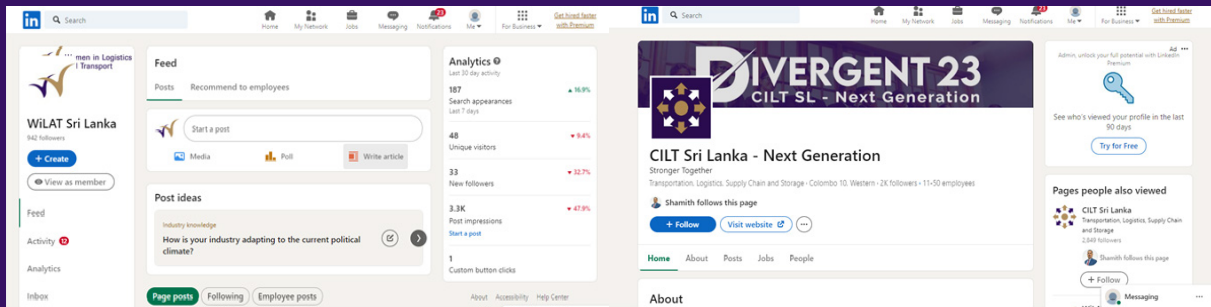 Search
Home
My Network
Jobs
Messaging
21
Notifications
Me
For Business
Get hired faster
with Premium
men in Logistics
Transport
WiLAT Sri Lanka
942 followers
+ Create
View as member
Feed
Activity 12
Analytics
Inbox
Feed
Posts
Recommend to employees
Start a post
Media
Poll
Write article
Post ideas
Industry knowledge
How is your industry adapting to the current political
climate?
Page posts
Following
Employee posts
Analytics
Last 30 day activity
187
16.9%
Search appearances
Last 7 days
48
9.4%
Unique visitors
33
32.7%
New followers
3.3K
47.9%
Post impressions
Start a post
1
Custom button clicks
About Accessibility Help Center
Search
Home
My Network
Jobs
Messaging
21
Notifications
Me
For Business
Get hired faster
with Premium
DIVERGENT 23
CILT SL - Next Generation
CILT Sri Lanka - Next Generation
Stronger Together
Transportation, Logistics, Supply Chain and Storage · Colombo 10, Western · 2K followers · 11-50 employees
Shamith follows this page
+ Follow
Visit website
Home
About
Posts
Jobs
People
About
Ad
Admin, unlock your full potential with LinkedIn
Premium
See who's viewed your profile in the last
90 days
Try for Free
Pages people also viewed
CILT Sri Lanka
Transportation, Logistics, Supply Chain
and Storage
2,849 followers
Shamith follows this page
+ Follow
Messaging